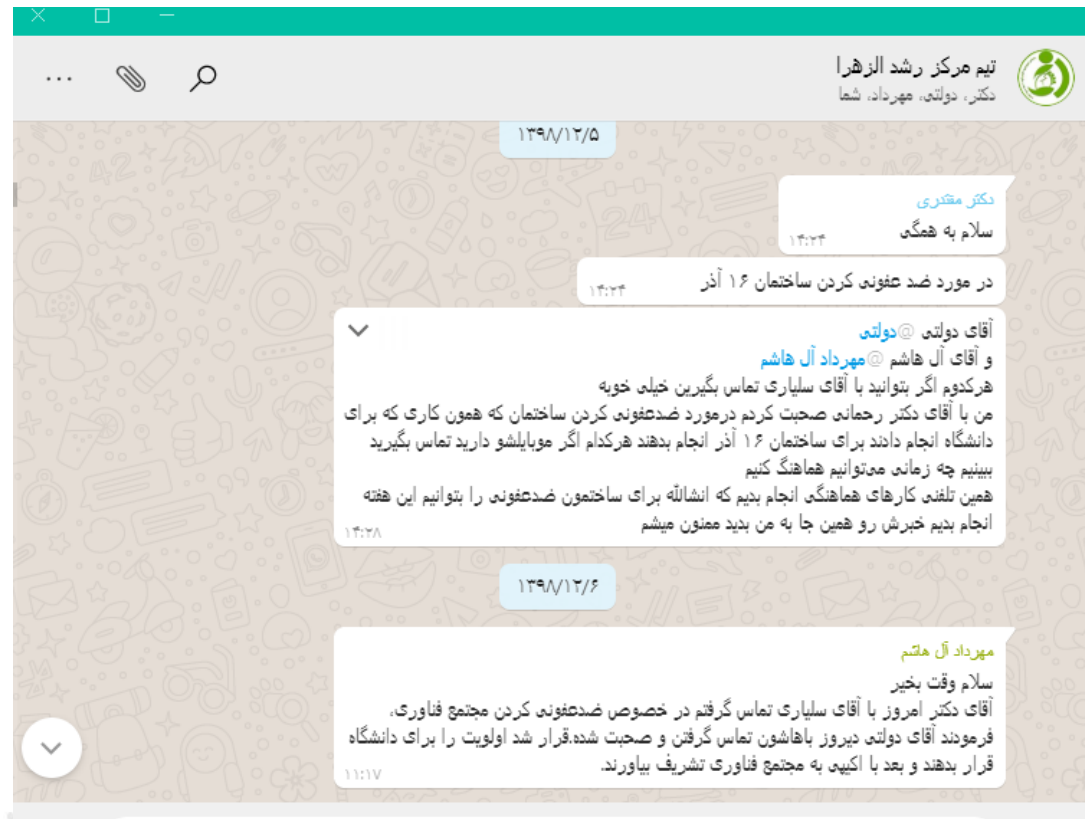 تیم مرکز رشد الزهرا
دکتر، دولتی، مهرداد، شما
۱۳۹۸/۱۲/۵
دکتر مقتدری
سلام به همگی
۱۴:۲۴
در مورد ضد عفونی کردن ساختمان ۱۶ آذر
۱۴:۲۴
آقای دولتی @دولتی
و آقای آل هاشم @مهرداد آل هاشم
هرکدوم اگر بتوانید با آقای سلیاری تماس بگیرین خیلی خوبه
من با آقای دکتر رحمانی صحبت کردم درمورد ضدعفونی کردن ساختمان که همون کاری که برای
دانشگاه انجام دادند برای ساختمان ۱۶ آذر انجام بدهند هرکدام اگر موبایلشو دارید تماس بگیرید
ببینیم چه زمانی می‌توانیم هماهنگ کنیم
همین تلفنی کارهای هماهنگی انجام بدیم که انشالله برای ساختمون ضدعفونی را بتوانیم این هفته
انجام بدیم خبرش رو همین جا به من بدید ممنون میشم
۱۴:۲۸
۱۳۹۸/۱۲/۶
مهرداد آل هاشم
سلام وقت بخیر
آقای دکتر امروز با آقای سلیاری تماس گرفتم در خصوص ضدعفونی کردن مجتمع فناوری،
فرمودند آقای دولتی دیروز باهاشون تماس گرفتن و صحبت شده.قرار شد اولویت را برای دانشگاه
قرار بدهند و بعد با اکیپی به مجتمع فناوری تشریف بیاورند.
۱۱:۱۷